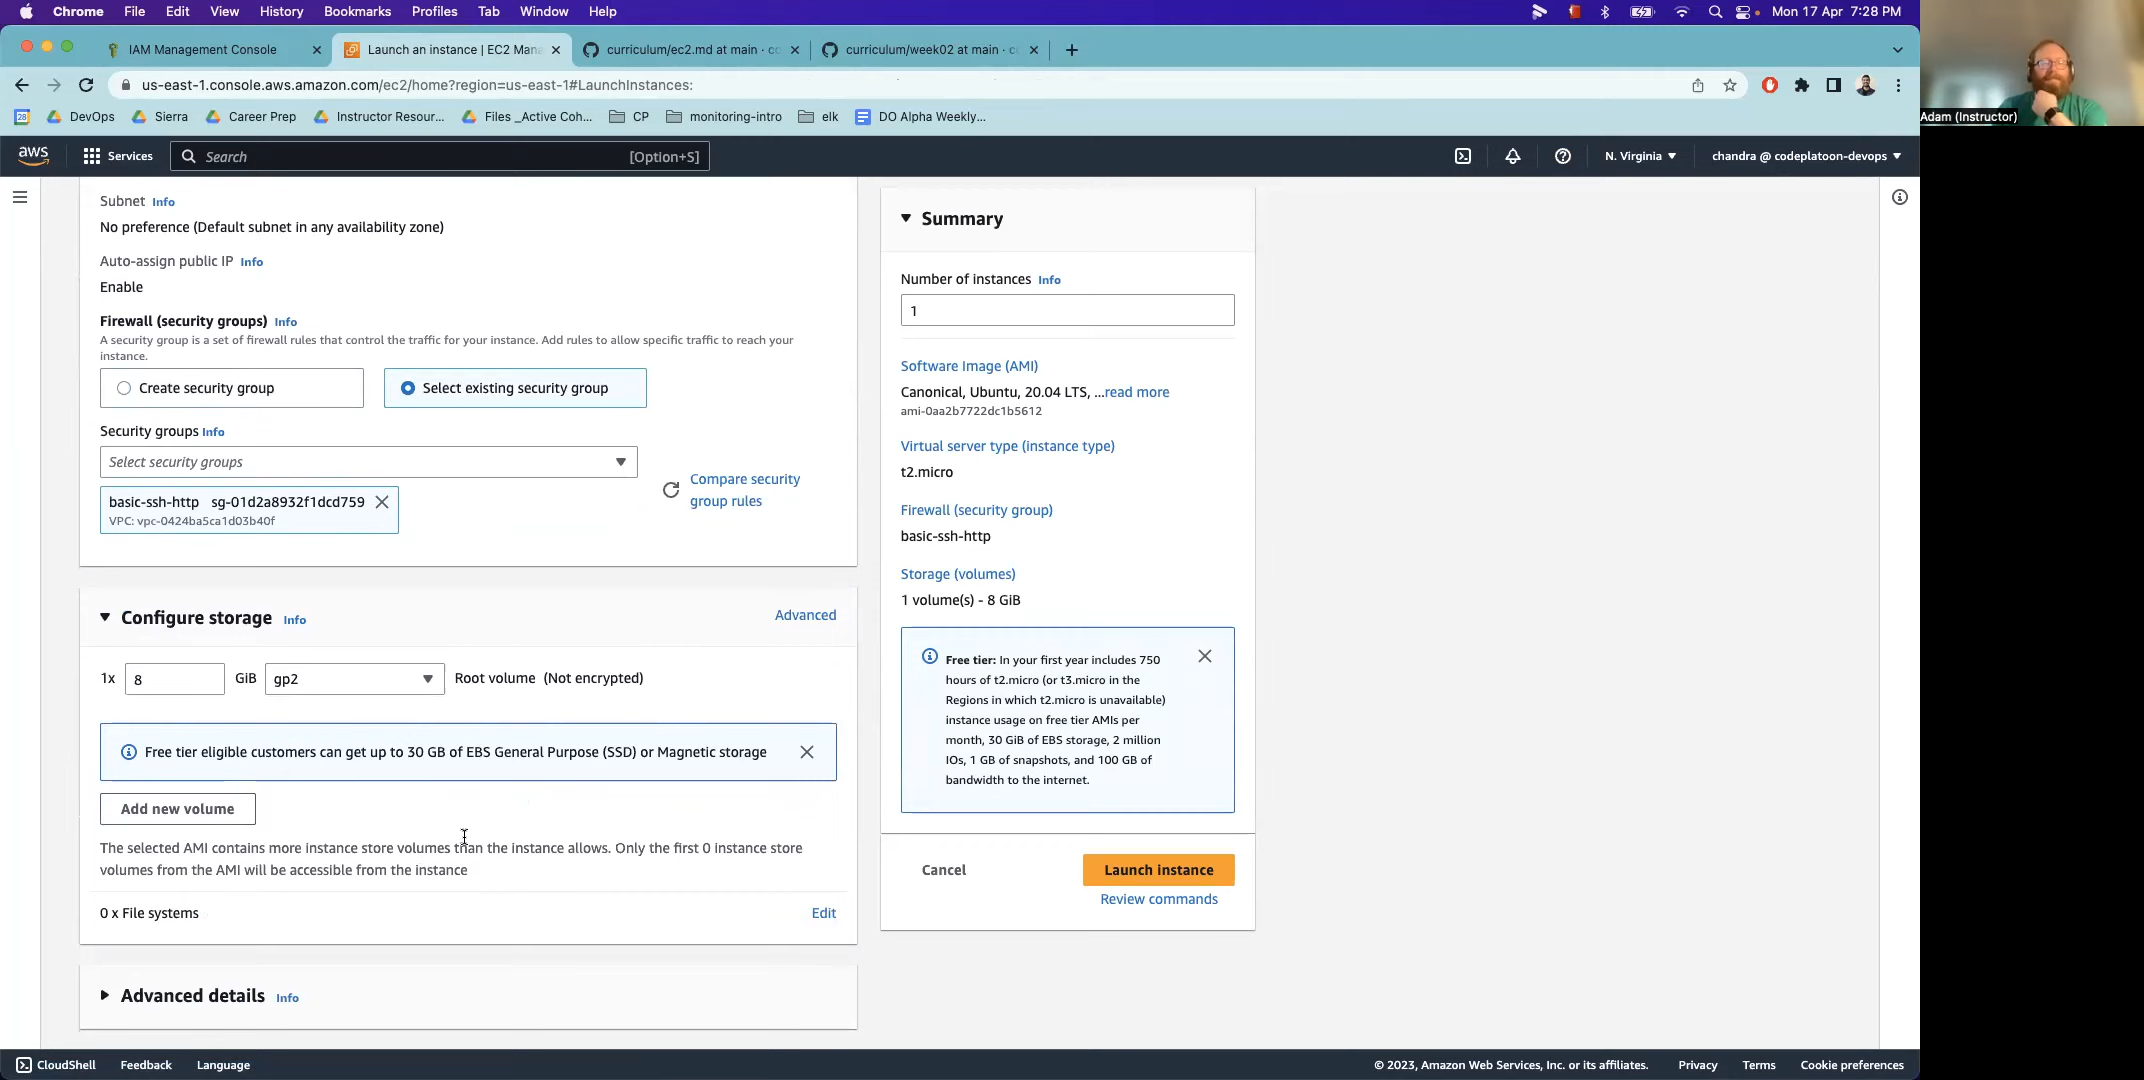 Chrome File Edit View History Bookmarks Profiles Tab Window Help Mon 17 Apr 7:28 PM
IAM Management Console
Launch an instance | EC2 Mana
curriculum/ec2.md at main · co
curriculum/week02 at main · co
us-east-1.console.aws.amazon.com/ec2/home?region=us-east-1#LaunchInstances:
28 DevOps Sierra Career Prep Instructor Resour... Files _Active Coh... CP monitoring-intro elk DO Alpha Weekly...
Adam (Instructor)
aws Services Search [Option+S] N. Virginia chandra @ codeplatoon-devops
Subnet Info
No preference (Default subnet in any availability zone)
Auto-assign public IP Info
Enable
Firewall (security groups) Info
A security group is a set of firewall rules that control the traffic for your instance. Add rules to allow specific traffic to reach your
instance.
Create security group
Select existing security group
Security groups Info
Select security groups
Compare security
group rules
basic-ssh-http sg-01d2a8932f1dcd759
VPC: vpc-0424ba5ca1d03b40f
Configure storage Info
Advanced
1x 8 GiB gp2 Root volume (Not encrypted)
Free tier eligible customers can get up to 30 GB of EBS General Purpose (SSD) or Magnetic storage
Add new volume
The selected AMI contains more instance store volumes than the instance allows. Only the first 0 instance store
volumes from the AMI will be accessible from the instance
0 x File systems
Edit
Advanced details Info
Summary
Number of instances Info
1
Software Image (AMI)
Canonical, Ubuntu, 20.04 LTS, ...read more
ami-0aa2b7722dc1b5612
Virtual server type (instance type)
t2.micro
Firewall (security group)
basic-ssh-http
Storage (volumes)
1 volume(s) - 8 GiB
Free tier: In your first year includes 750
hours of t2.micro (or t3.micro in the
Regions in which t2.micro is unavailable)
instance usage on free tier AMIs per
month, 30 GiB of EBS storage, 2 million
IOs, 1 GB of snapshots, and 100 GB of
bandwidth to the internet.
Cancel
Launch instance
Review commands
CloudShell Feedback Language © 2023, Amazon Web Services, Inc. or its affiliates. Privacy Terms Cookie preferences